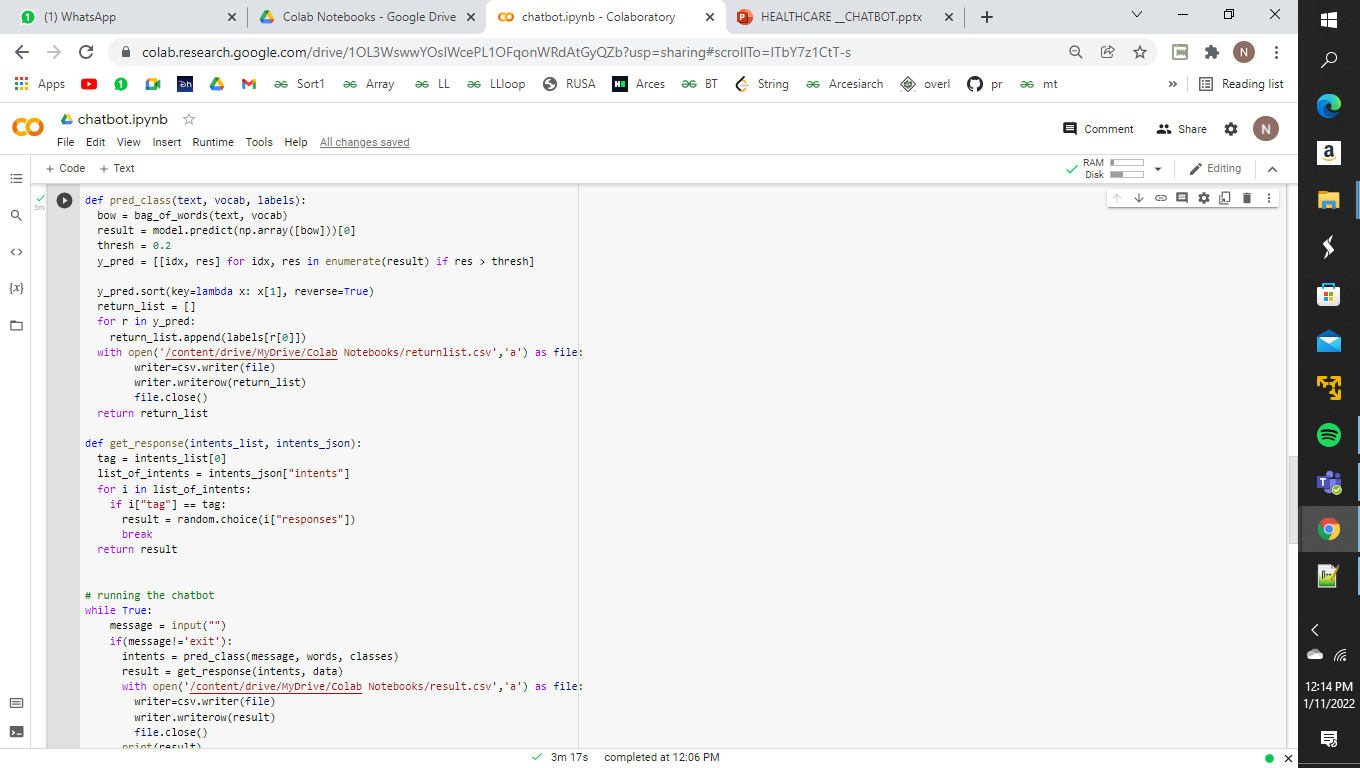 (1) WhatsApp
Colab Notebooks - Google Drive
chatbot.ipynb - Colaboratory
HEALTHCARE __CHATBOT.pptx
colab.research.google.com/drive/1OL3WswwYOsIWcePL1OFqonWRdAtGyQZb?usp=sharing#scrollTo=ITbY7z1CtT-s
N
Apps
Sort1
Array
LL
LLloop
RUSA
Arces
BT
String
Arcesiarch
overl
pr
mt
»
Reading list
chatbot.ipynb
File Edit View Insert Runtime Tools Help All changes saved
Comment
Share
N
+ Code + Text
RAM
Disk
Editing
3m
def pred_class(text, vocab, labels):
  bow = bag_of_words(text, vocab)
  result = model.predict(np.array([bow]))[0]
  thresh = 0.2
  y_pred = [[idx, res] for idx, res in enumerate(result) if res > thresh]
  y_pred.sort(key=lambda x: x[1], reverse=True)
  return_list = []
  for r in y_pred:
    return_list.append(labels[r[0]])
  with open('/content/drive/MyDrive/Colab Notebooks/returnlist.csv','a') as file:
        writer=csv.writer(file)
        writer.writerow(return_list)
        file.close()
  return return_list
def get_response(intents_list, intents_json):
  tag = intents_list[0]
  list_of_intents = intents_json["intents"]
  for i in list_of_intents:
    if i["tag"] == tag:
      result = random.choice(i["responses"])
      break
  return result
# running the chatbot
while True:
    message = input("")
    if(message!='exit'):
      intents = pred_class(message, words, classes)
      result = get_response(intents, data)
      with open('/content/drive/MyDrive/Colab Notebooks/result.csv','a') as file:
        writer=csv.writer(file)
        writer.writerow(result)
        file.close()
      print(result)
3m 17s completed at 12:06 PM
12:14 PM
1/11/2022